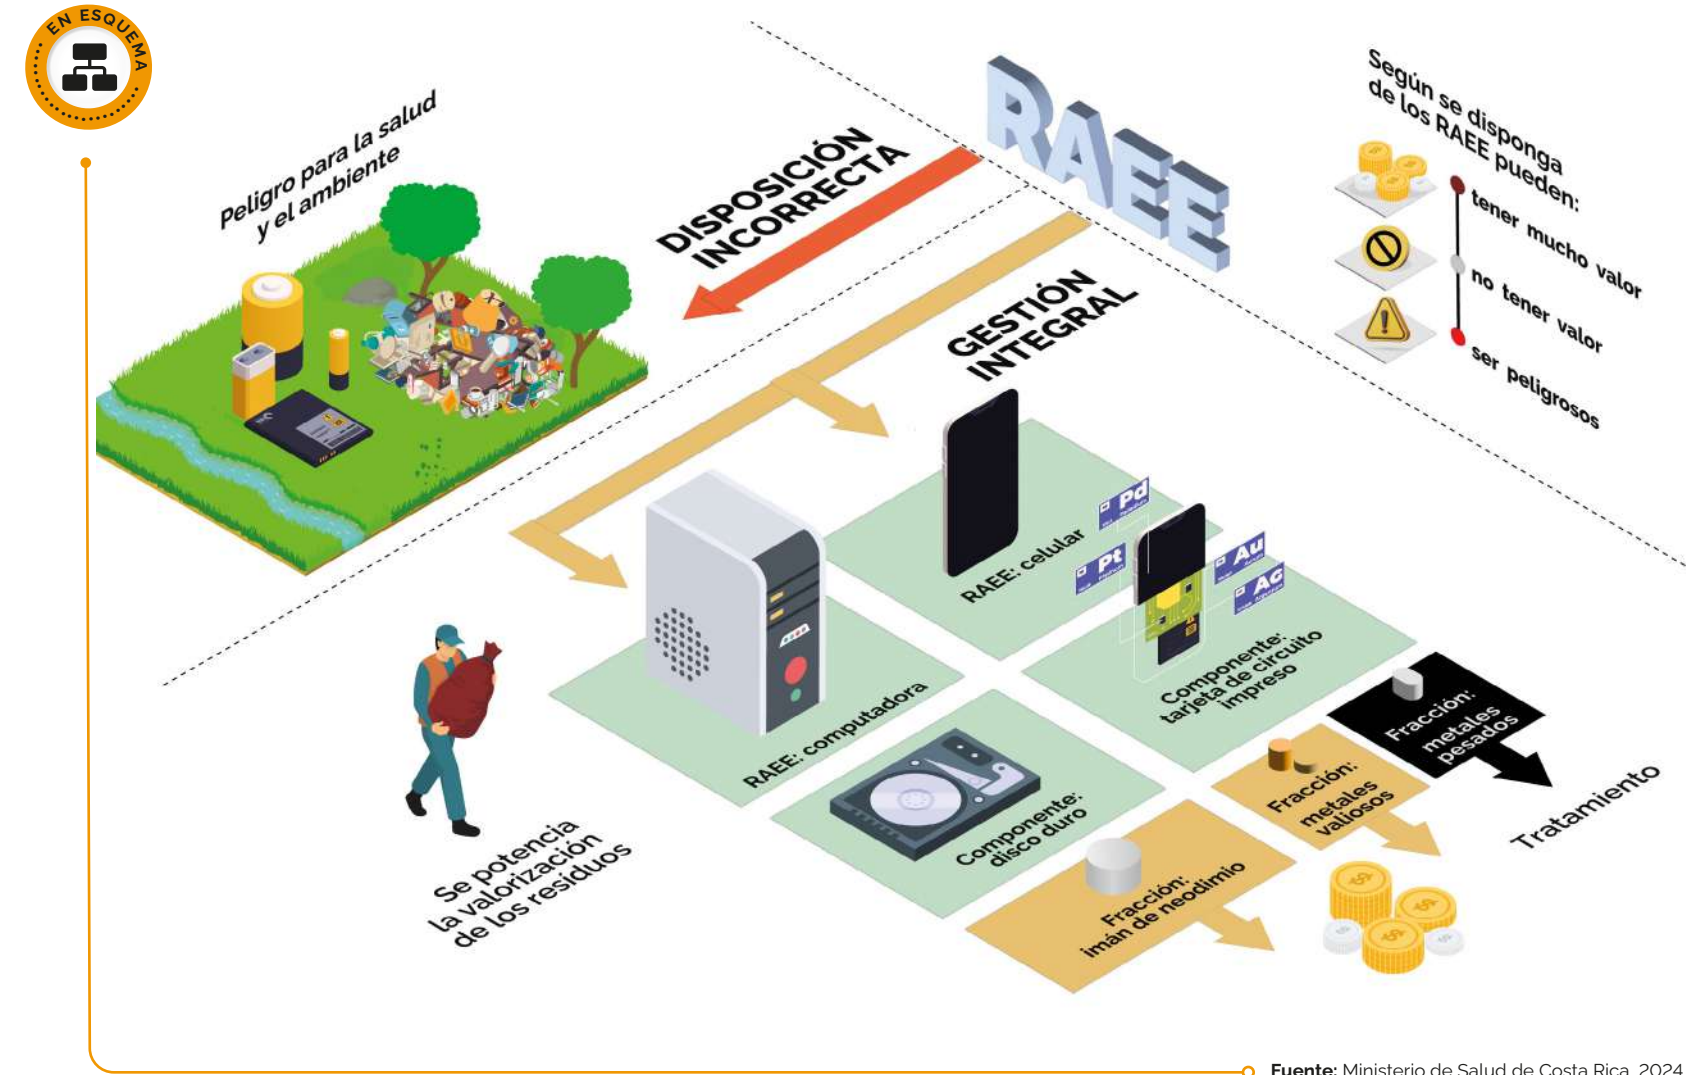 EN ESQUEMA
RAEE
Según se disponga
de los RAEE pueden:
tener mucho valor
no tener valor
ser peligrosos
DISPOSICIÓN
INCORRECTA
Peligro para la salud
y el ambiente
GESTIÓN
INTEGRAL
RAEE: celular
Pd
Pt
Au
AG
Componente:
tarjeta de circuito
impreso
RAEE: computadora
Componente:
disco duro
Fracción:
metales
pesados
Fracción:
metales
valiosos
Fracción:
imán de neodimio
Tratamiento
Se potencia
la valorización
de los residuos
Fuente: Ministerio de Salud de Costa Rica, 2024